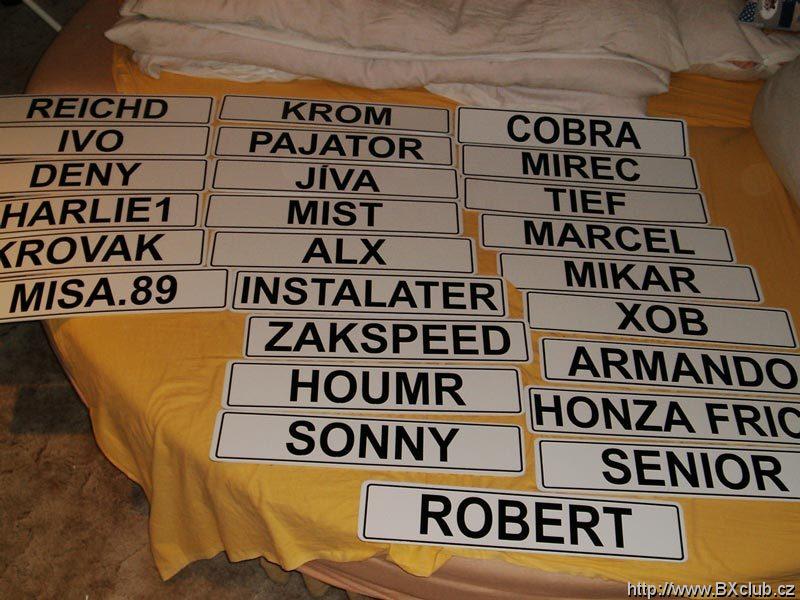 REICHD
IVO
DENY
HARLIE1
KROVAK
MISA.89
KROM
PAJATOR
JÍVA
MIST
ALX
INSTALATER
ZAKSPEED
HOUMR
SONNY
COBRA
MIREC
TIEF
MARCEL
MIKAR
XOB
ARMANDO
HONZA FRIC
SENIOR
ROBERT
http://www.BXclub.cz